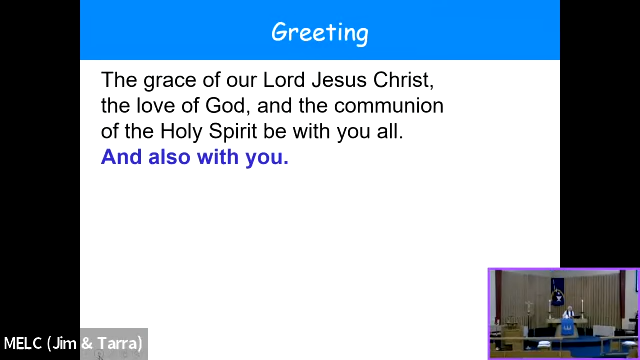 Greeting
The grace of our Lord Jesus Christ,
the love of God, and the communion
of the Holy Spirit be with you all.
And also with you.
MELC (Jim & Tarra)